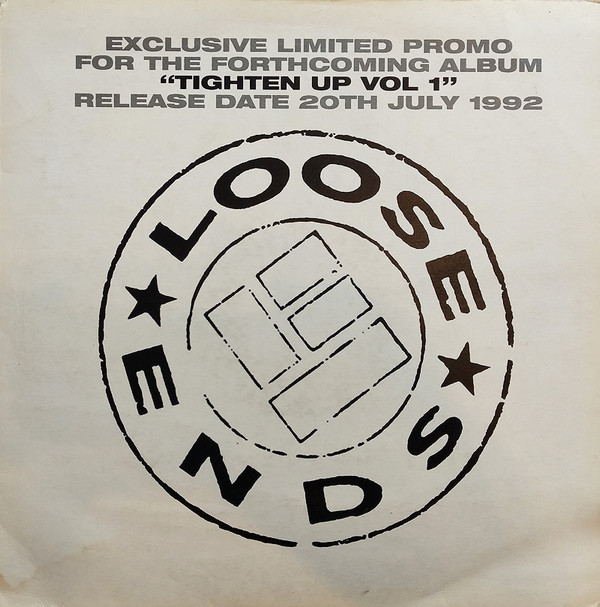 EXCLUSIVE LIMITED PROMO
FOR THE FORTHCOMING ALBUM
“TIGHTEN UP VOL 1”
RELEASE DATE 20TH JULY 1992
LOOSE
ENDS